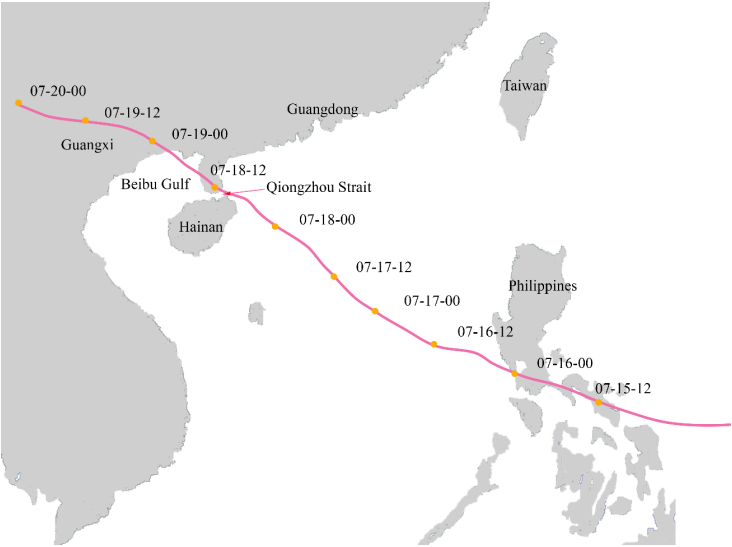 Taiwan
07-20-00
07-19-12
Guangdong
07-19-00
Guangxi
07-18-12
Beibu Gulf
Qiongzhou Strait
07-18-00
Hainan
07-17-12
Philippines
07-17-00
07-16-12
07-16-00
07-15-12